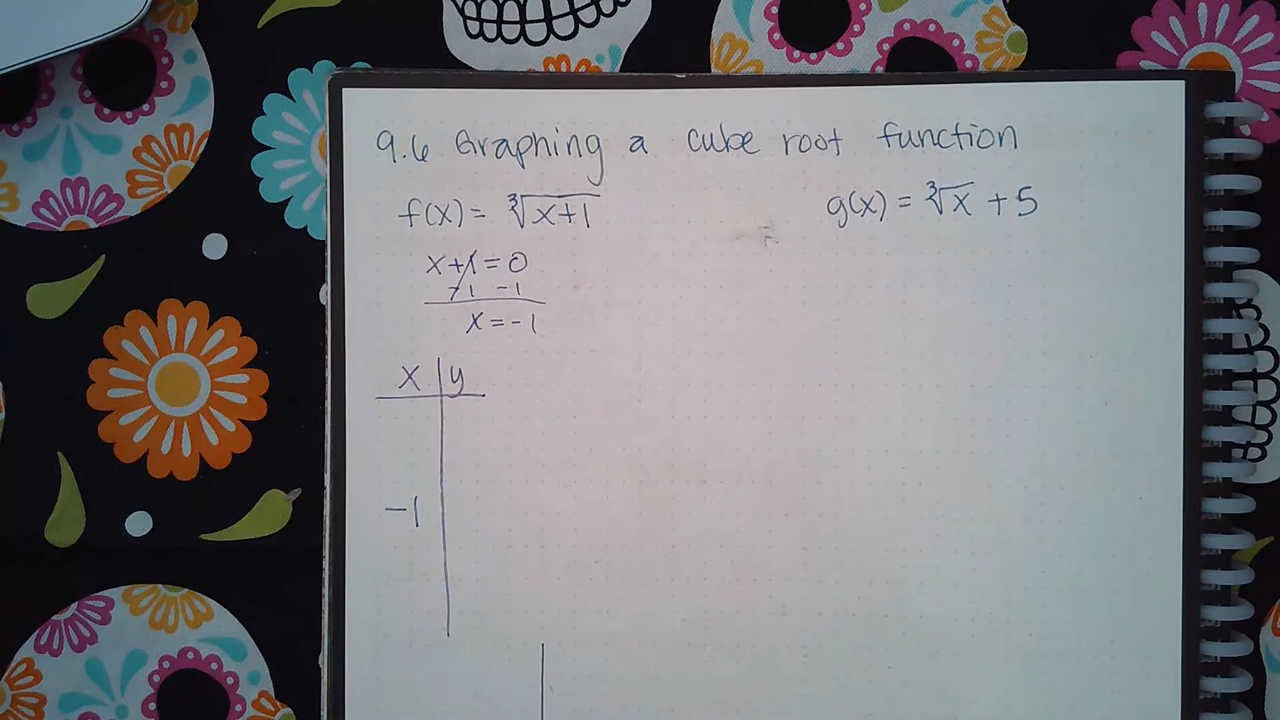 9.6 Graphing a cube root function
f(x) = ∛(x+1)
g(x) = ∛x + 5
x+1=0
-1 -1
x=-1
x | y
-1